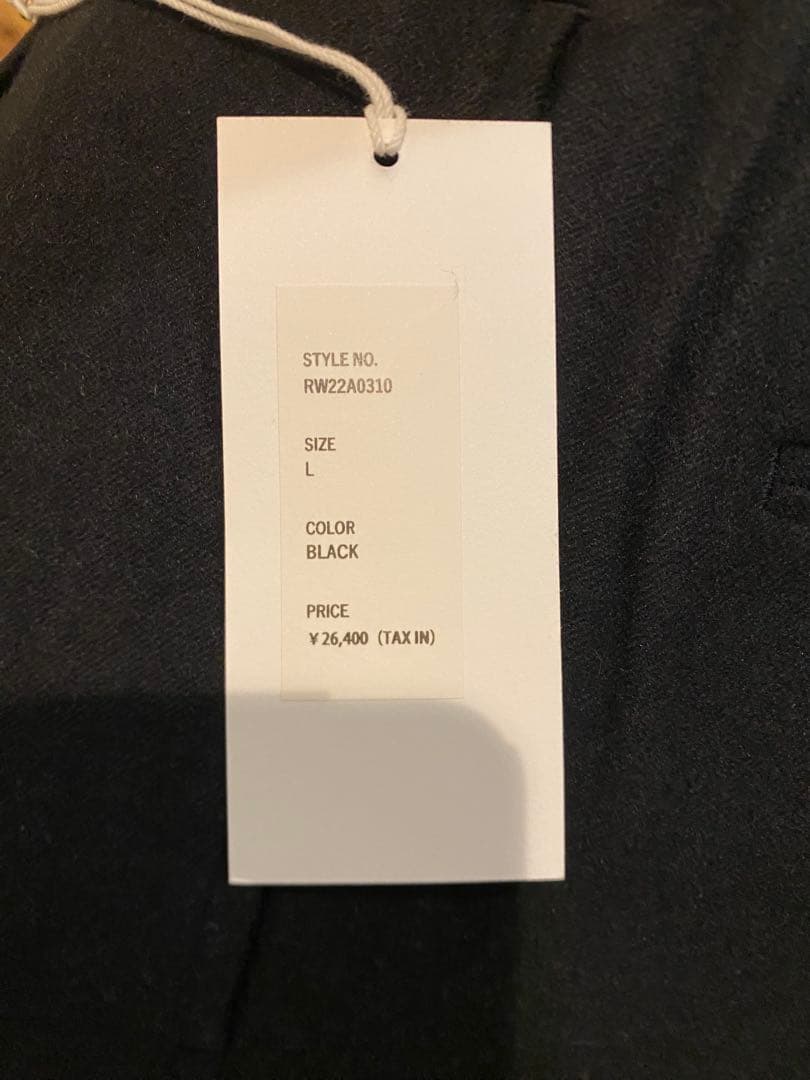 STYLE NO.
RW22A0310
SIZE
L
COLOR
BLACK
PRICE
¥26,400 (TAX IN)